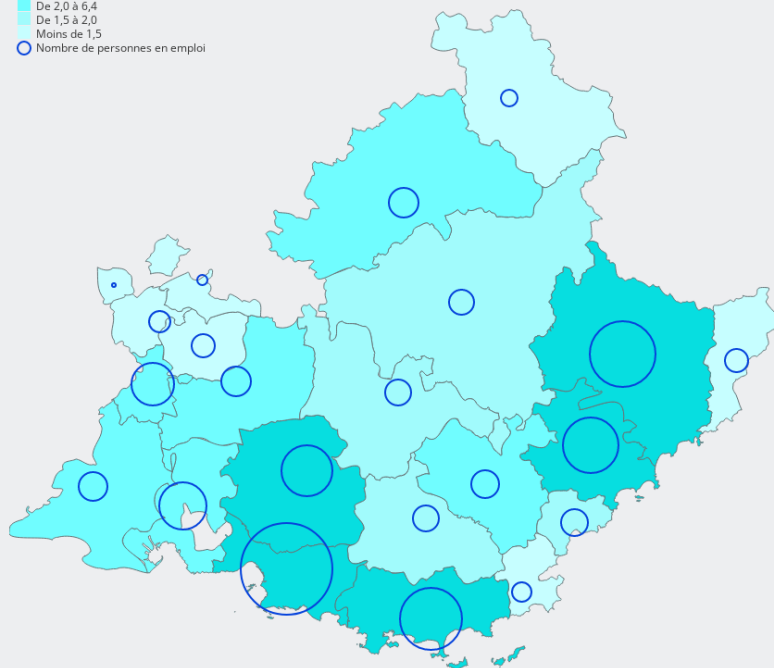 De 2,0 à 6,4
De 1,5 à 2,0
Moins de 1,5
Nombre de personnes en emploi